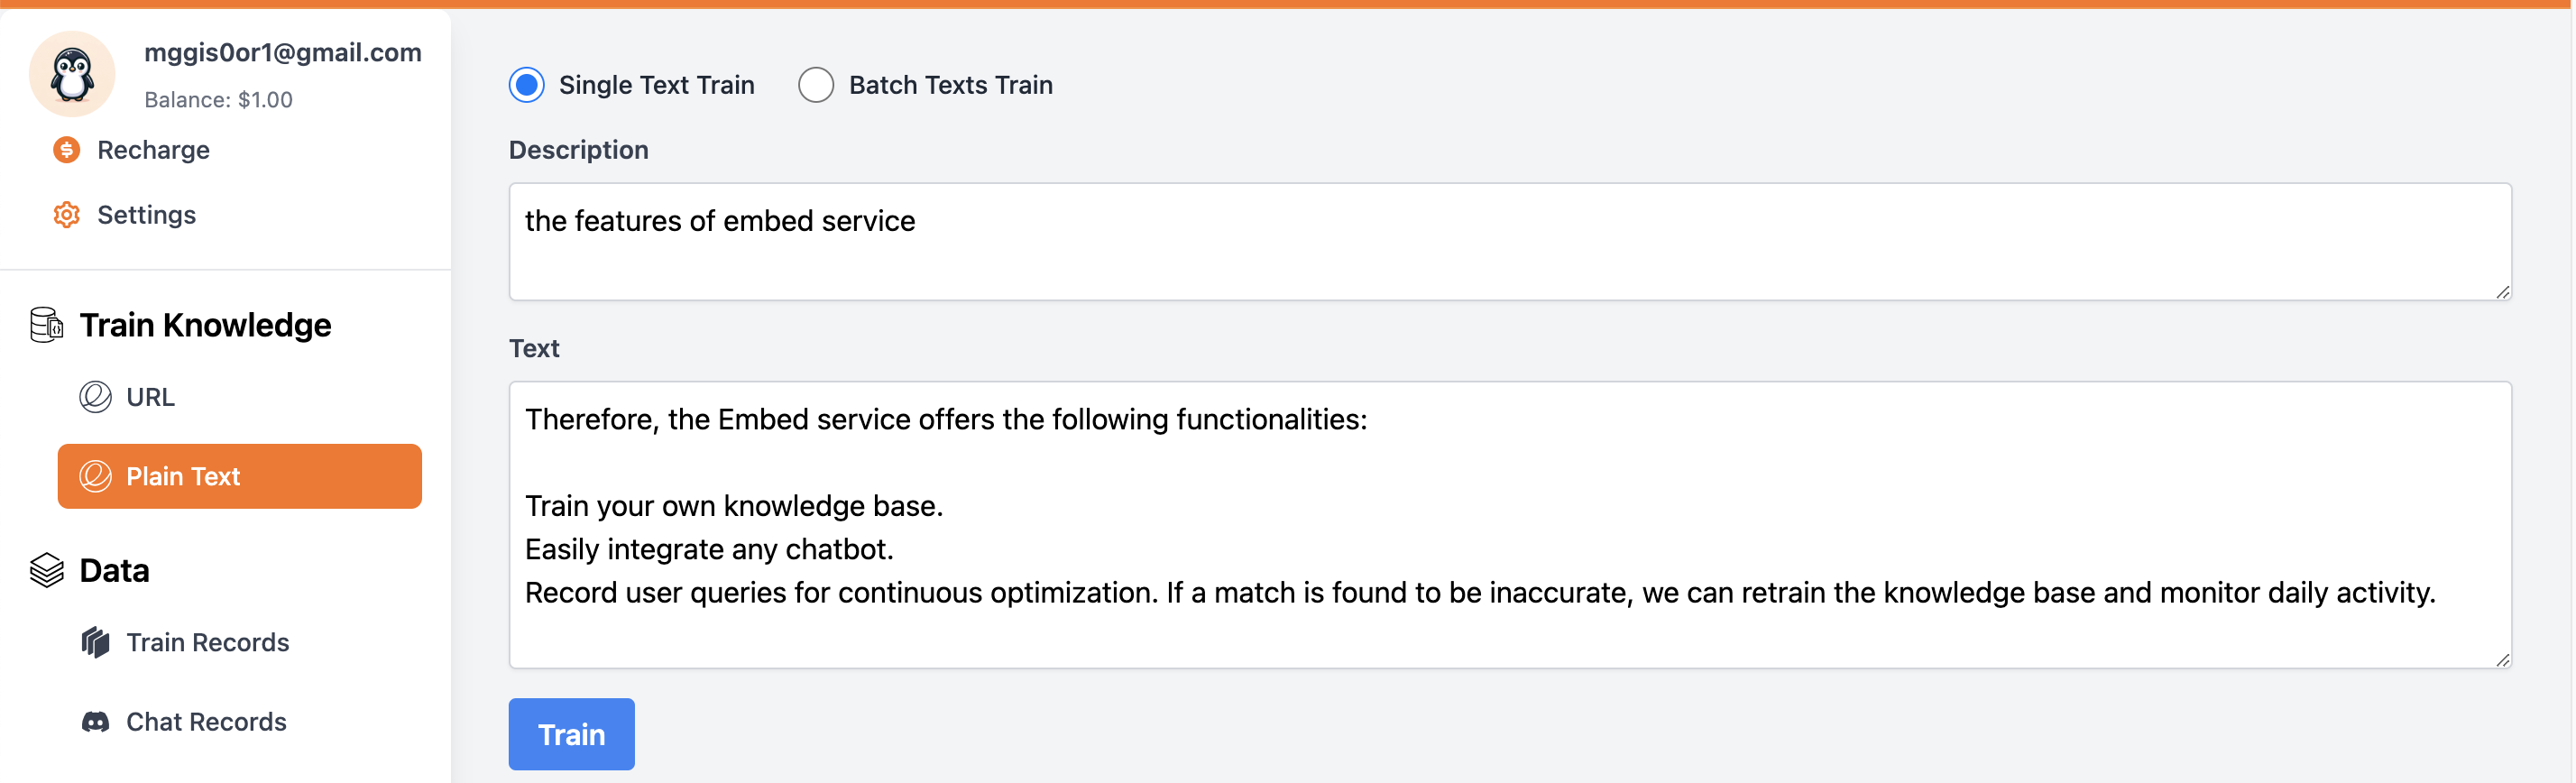 mggis0or1@gmail.com
Balance: $1.00
Recharge
Settings
Train Knowledge
URL
Plain Text
Data
Train Records
Chat Records
Single Text Train
Batch Texts Train
Description
the features of embed service
Text
Therefore, the Embed service offers the following functionalities:
Train your own knowledge base.
Easily integrate any chatbot.
Record user queries for continuous optimization. If a match is found to be inaccurate, we can retrain the knowledge base and monitor daily activity.
Train